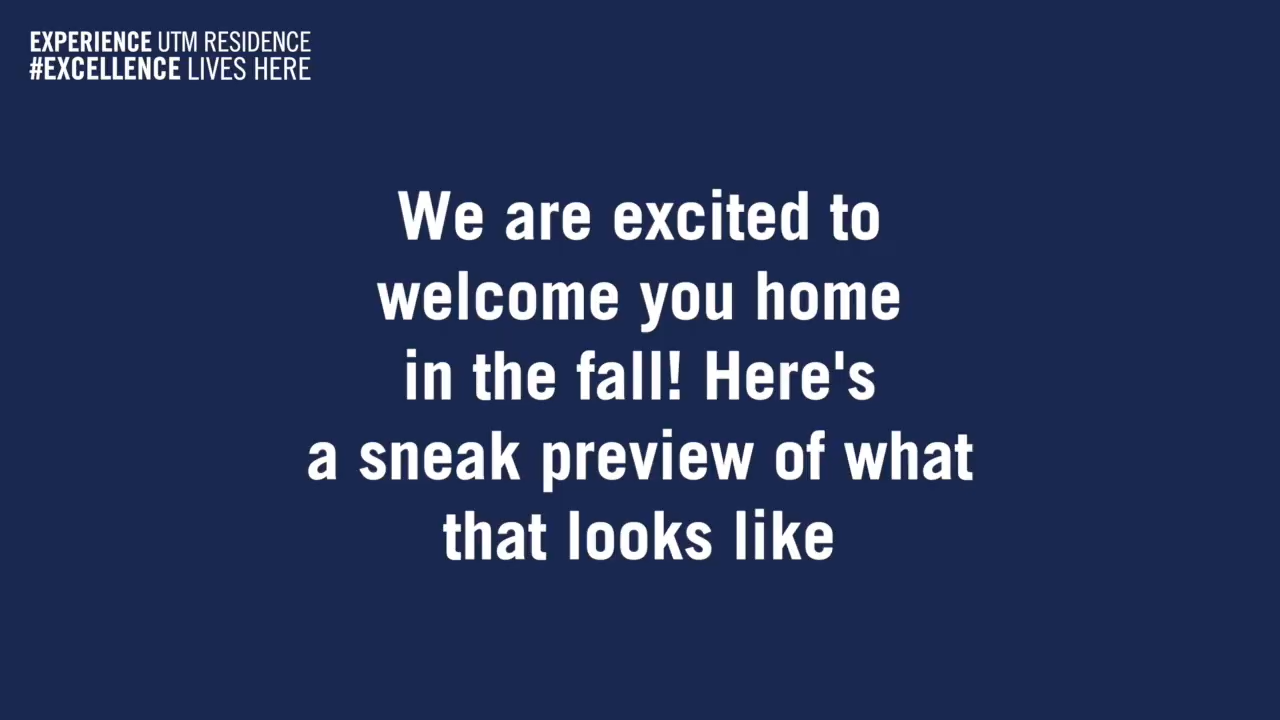 EXPERIENCE UTM RESIDENCE
#EXCELLENCE LIVES HERE
We are excited to
welcome you home
in the fall! Here's
a sneak preview of what
that looks like